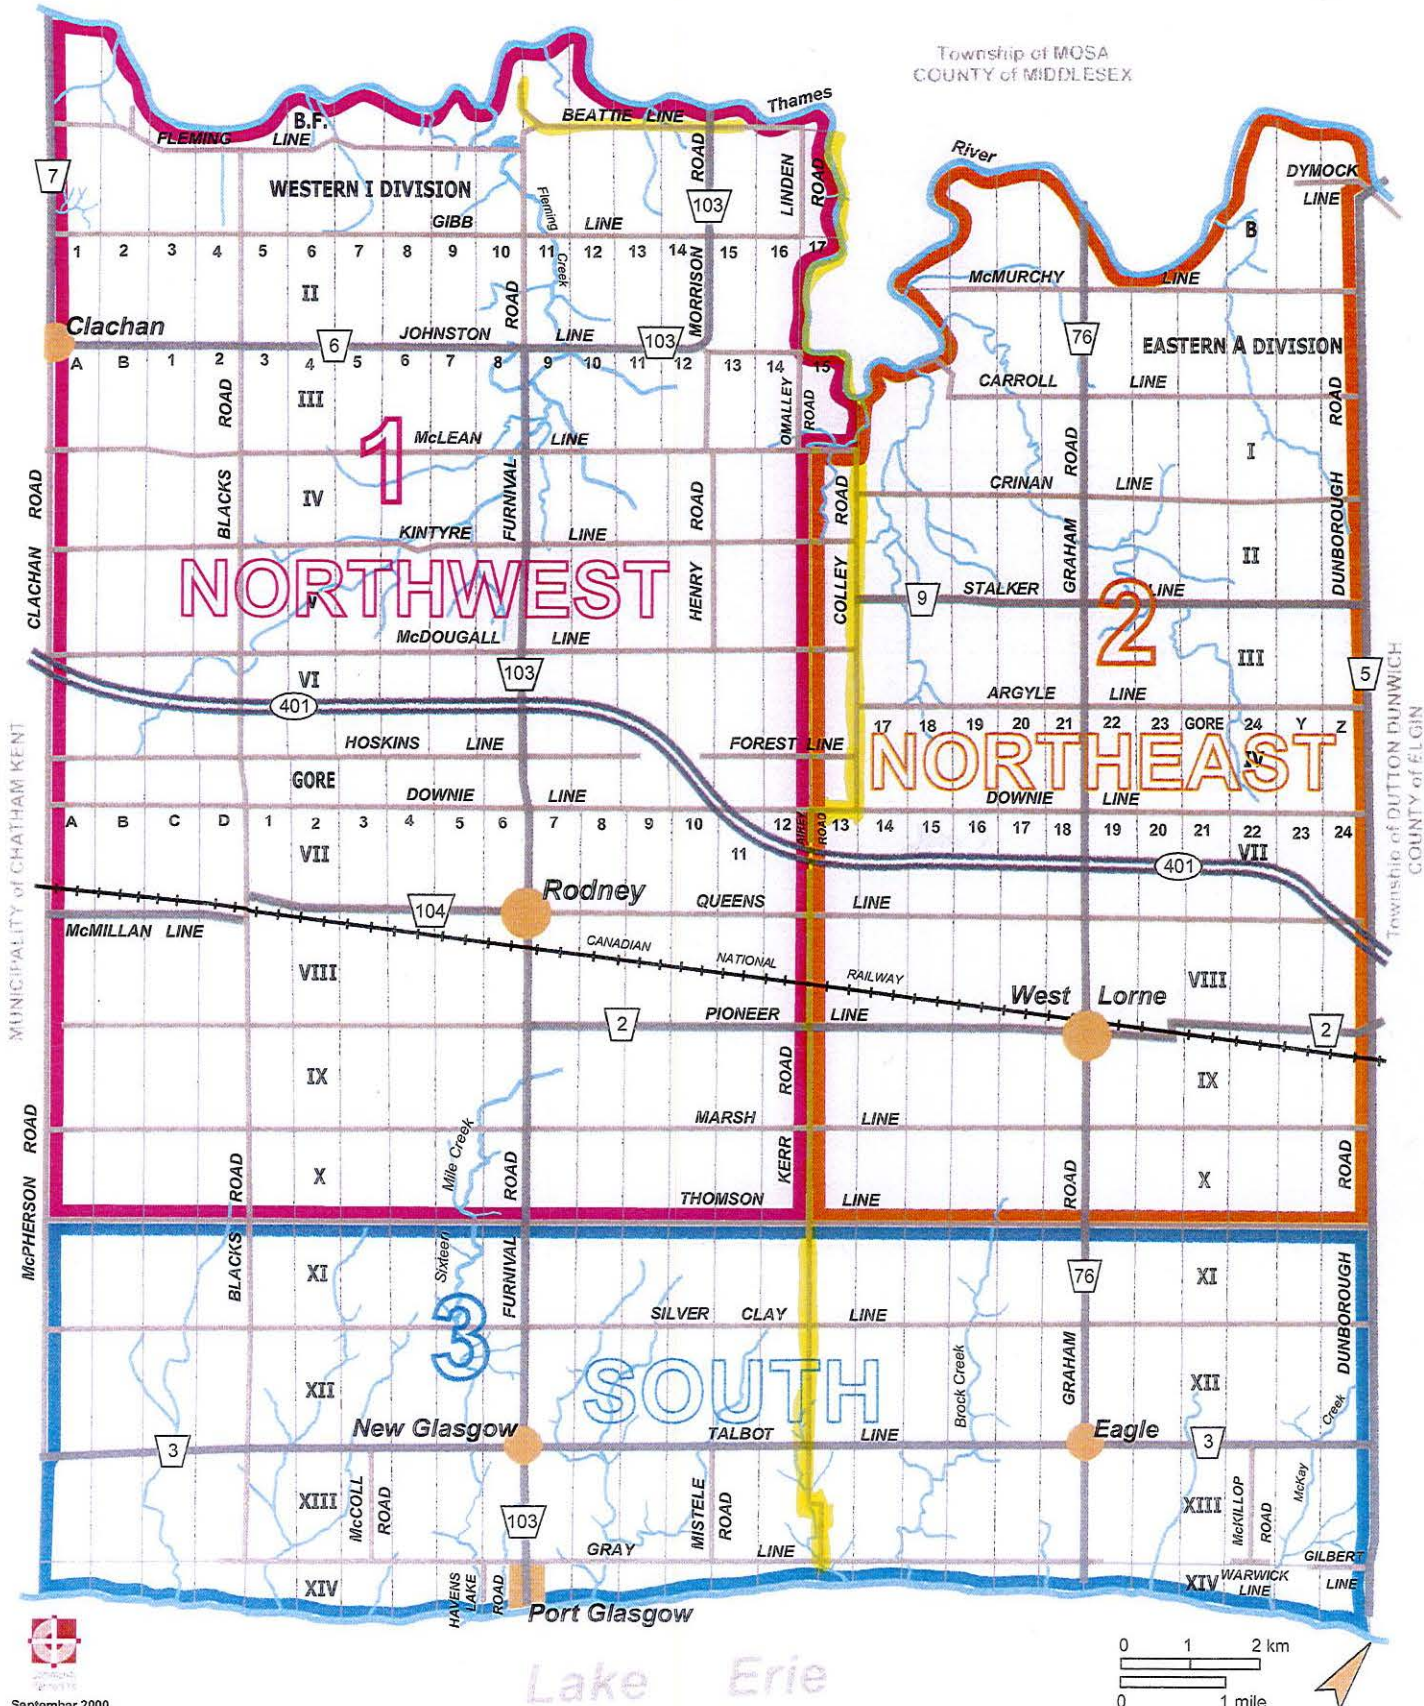 Township of MOSA
COUNTY of MIDDLESEX
Thames
River
BEATTIE LINE
B.F.
FLEMING LINE
DYMOCK
LINE
7
WESTERN I DIVISION
ROAD
103
LINDEN
ROAD
Fleming
Creek
GIBB LINE
B
1 2 3 4 5 6 7 8 9 10 11 12 13 14 15 16 17
McMURCHY LINE
II
ROAD
MORRISON
Clachan
6
JOHNSTON LINE
103
76
EASTERN A DIVISION
A B 1 2 3 4 5 6 7 8 9 10 11 12 13 14 15
ROAD
III
OMALLEY
ROAD
CARROLL LINE
ROAD
1
McLEAN LINE
ROAD
I
ROAD
BLACKS
IV
FURNIVAL
ROAD
ROAD
CRINAN LINE
KINTYRE LINE
GRAHAM
II
DUNBOROUGH
CLACHAN
NORTHWEST
V
HENRY
COLLEY
9
STALKER LINE
2
McDOUGALL LINE
III
5
VI
103
401
ARGYLE LINE
17 18 19 20 21 22 23 GORE 24 Y Z
HOSKINS LINE
FOREST LINE
NORTHEAST
IV
GORE
DOWNIE LINE
DOWNIE LINE
A B C D 1 2 3 4 5 6 7 8 9 10 11 12
AIREY
ROAD
13 14 15 16 17 18 19 20 21 22 23 24
VII
VII
401
MUNICIPALITY of CHATHAM KENT
Township of DUTTON DUNWICH
COUNTY of ELGIN
Rodney
104
QUEENS LINE
McMILLAN LINE
CANADIAN NATIONAL RAILWAY
VIII
VIII
West Lorne
2
PIONEER LINE
2
IX
ROAD
IX
MARSH LINE
ROAD
Mile Creek
KERR
X
X
ROAD
ROAD
ROAD
ROAD
THOMSON LINE
McPHERSON
BLACKS
XI
Sixteen
FURNIVAL
76
XI
DUNBOROUGH
3
SILVER CLAY LINE
SOUTH
XII
Brock Creek
GRAHAM
XII
Creek
New Glasgow
TALBOT LINE
Eagle
3
3
McKay
McCOLL
ROAD
XIII
103
MISTELE
ROAD
XIII
McKILLOP
ROAD
GRAY LINE
GILBERT
LINE
XIV
HAVENS
LAKE
ROAD
XIV
WARWICK
LINE
Port Glasgow
Lake Erie
0 1 2 km
0 1 mile
September 2000